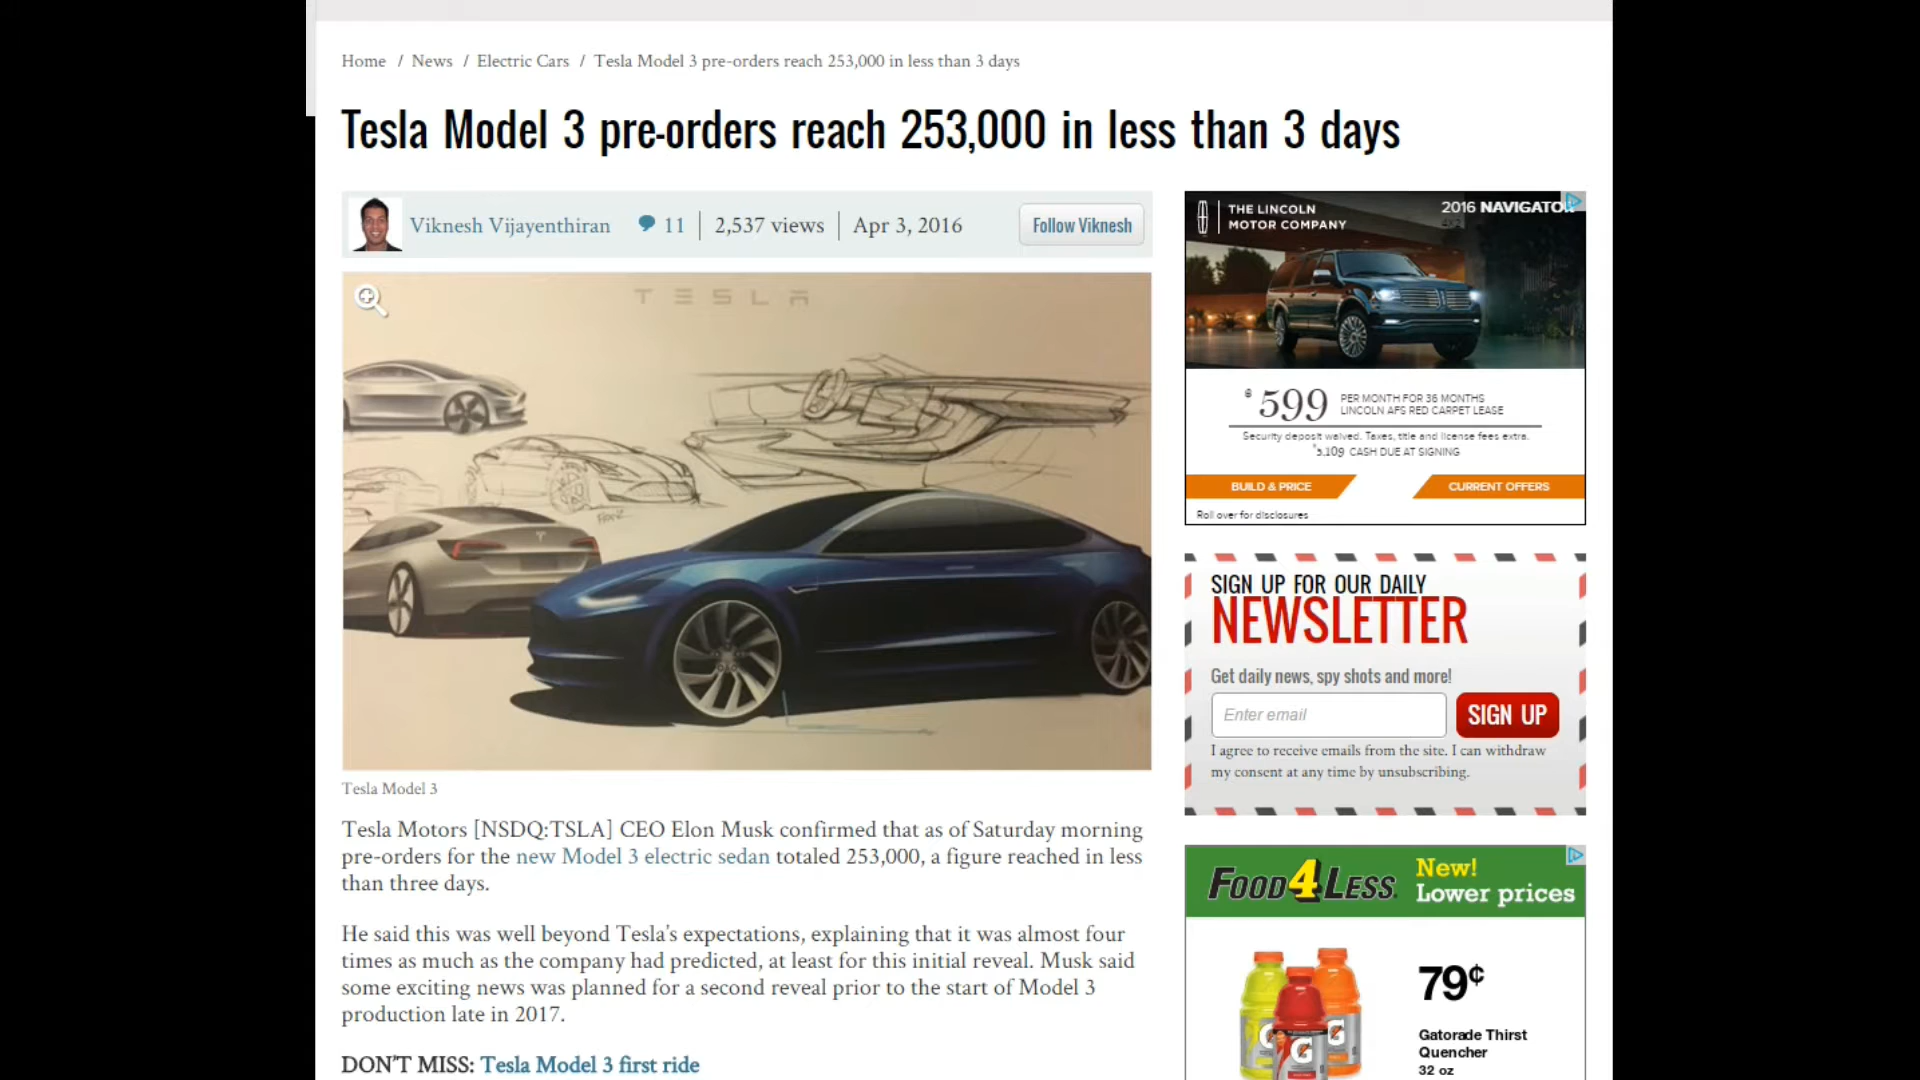 Home / News / Electric Cars / Tesla Model 3 pre-orders reach 253,000 in less than 3 days
Tesla Model 3 pre-orders reach 253,000 in less than 3 days
Viknesh Vijayenthiran 11 2,537 views Apr 3, 2016 Follow Viknesh
TESLA
Tesla Model 3
Tesla Motors [NSDQ:TSLA] CEO Elon Musk confirmed that as of Saturday morning
pre-orders for the new Model 3 electric sedan totaled 253,000, a figure reached in less
than three days.
He said this was well beyond Tesla's expectations, explaining that it was almost four
times as much as the company had predicted, at least for this initial reveal. Musk said
some exciting news was planned for a second reveal prior to the start of Model 3
production late in 2017.
DON'T MISS: Tesla Model 3 first ride
THE LINCOLN
MOTOR COMPANY
2016 NAVIGATOR
4X2
$599
PER MONTH FOR 36 MONTHS
LINCOLN AFS RED CARPET LEASE
Security deposit waived. Taxes, title and license fees extra.
CASH DUE AT SIGNING
BUILD & PRICE
CURRENT OFFERS
Roll over for disclosures
SIGN UP FOR OUR DAILY
NEWSLETTER
Get daily news, spy shots and more!
Enter email
SIGN UP
I agree to receive emails from the site. I can withdraw
my consent at any time by unsubscribing.
FOOD 4 LESS
New!
Lower prices
79¢
Gatorade Thirst
Quencher
32 oz
G
G
G